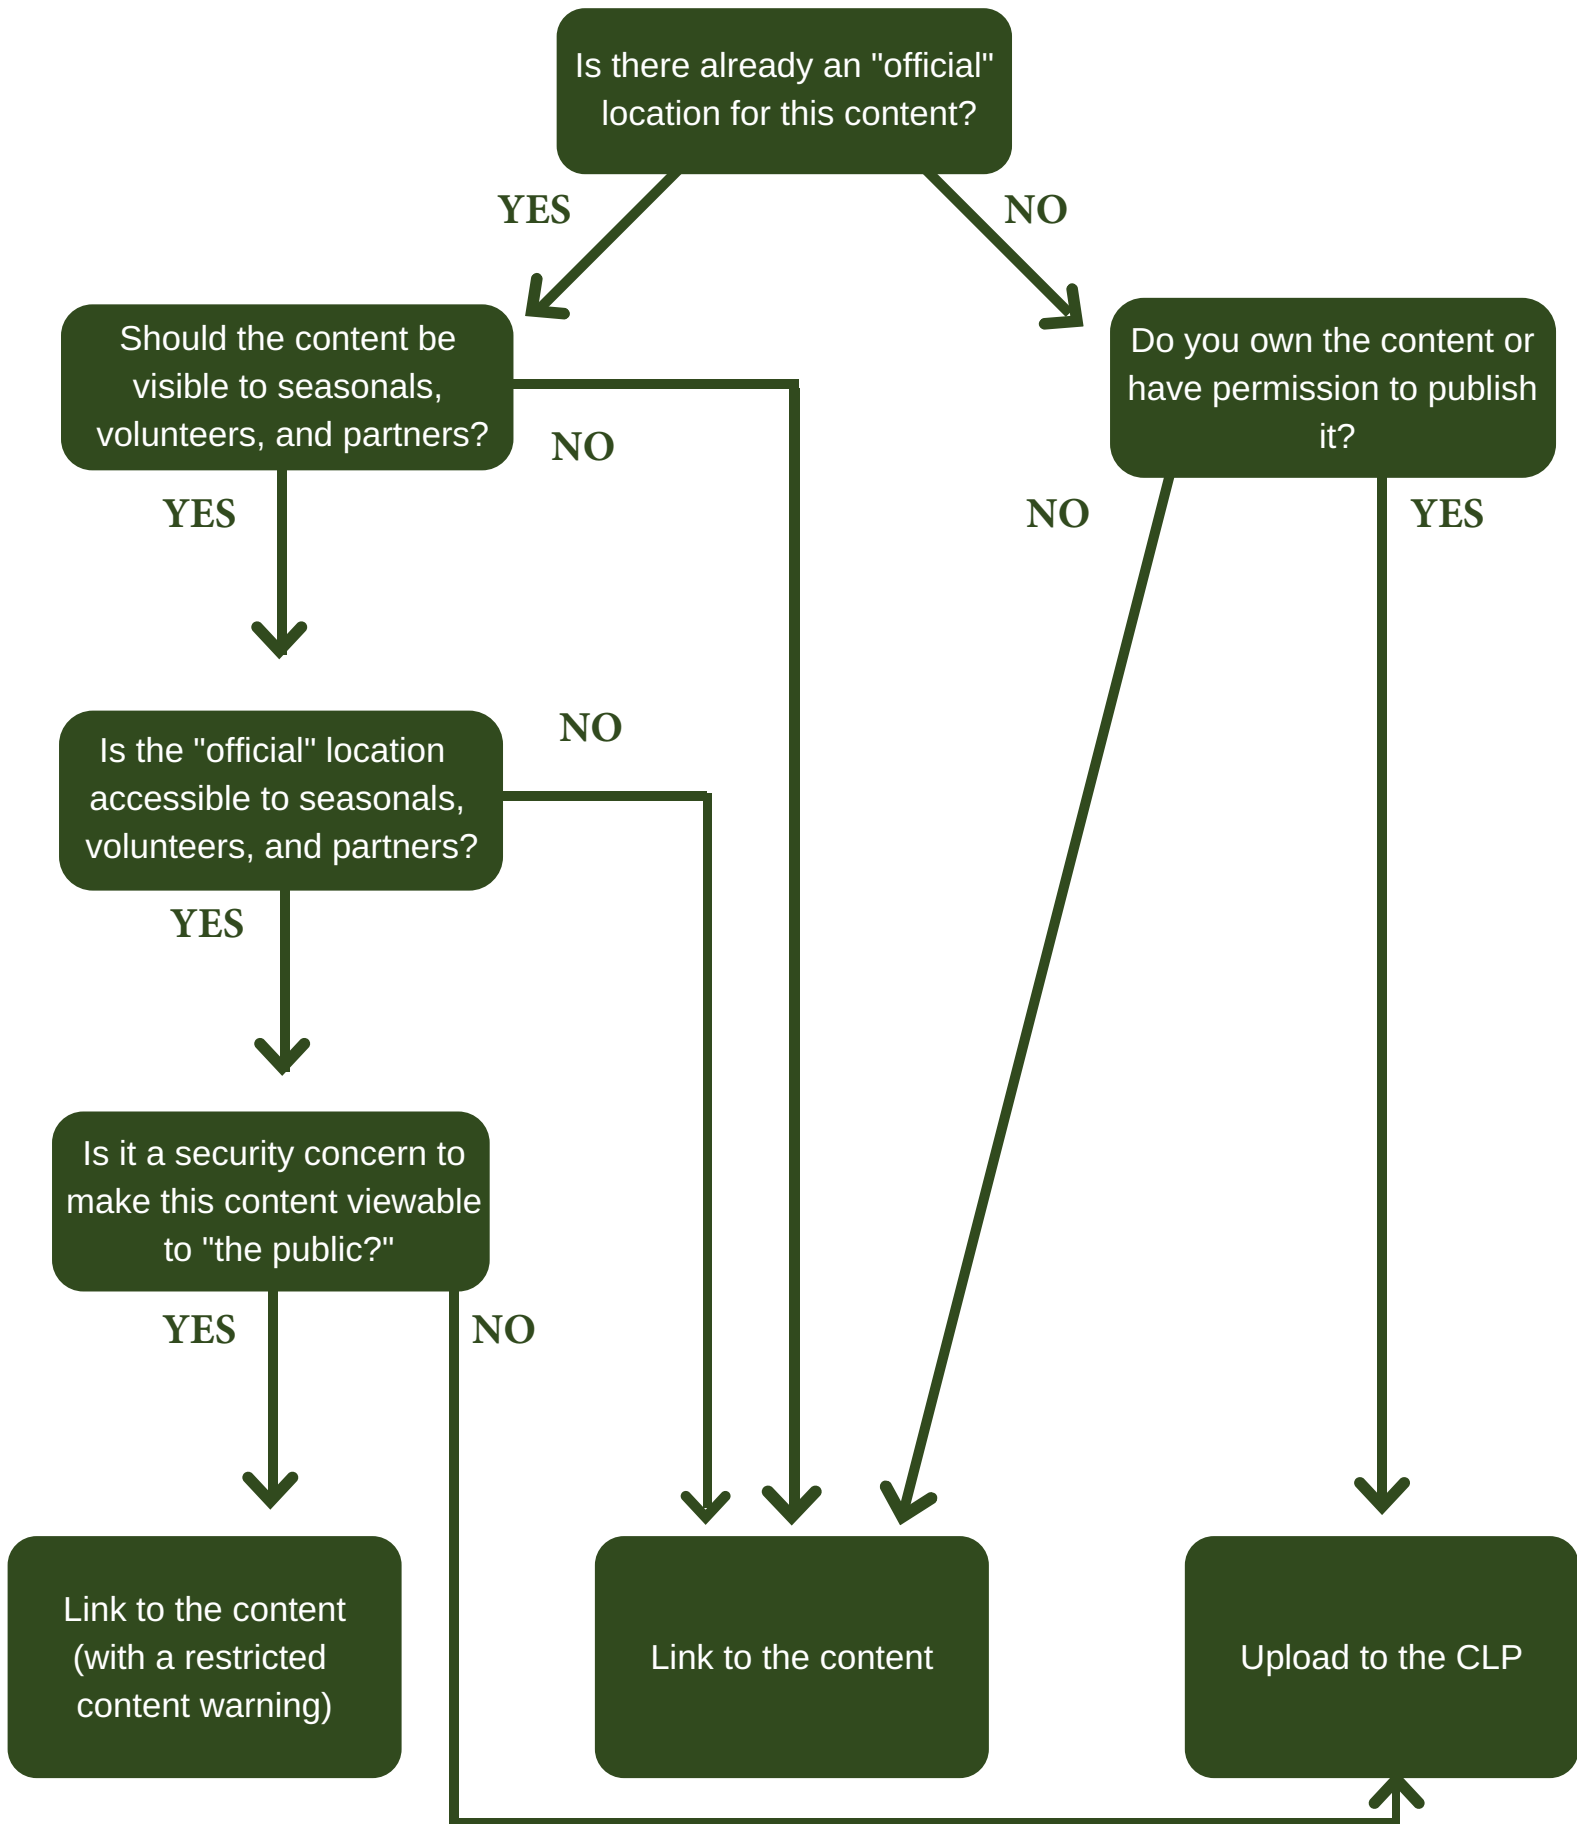 Is there already an "official"
location for this content?
YES
NO
Should the content be
visible to seasonals,
volunteers, and partners?
Do you own the content or
have permission to publish
it?
NO
YES
NO
YES
Is the "official" location
accessible to seasonals,
volunteers, and partners?
NO
YES
Is it a security concern to
make this content viewable
to "the public?"
YES
NO
Link to the content
(with a restricted
content warning)
Link to the content
Upload to the CLP